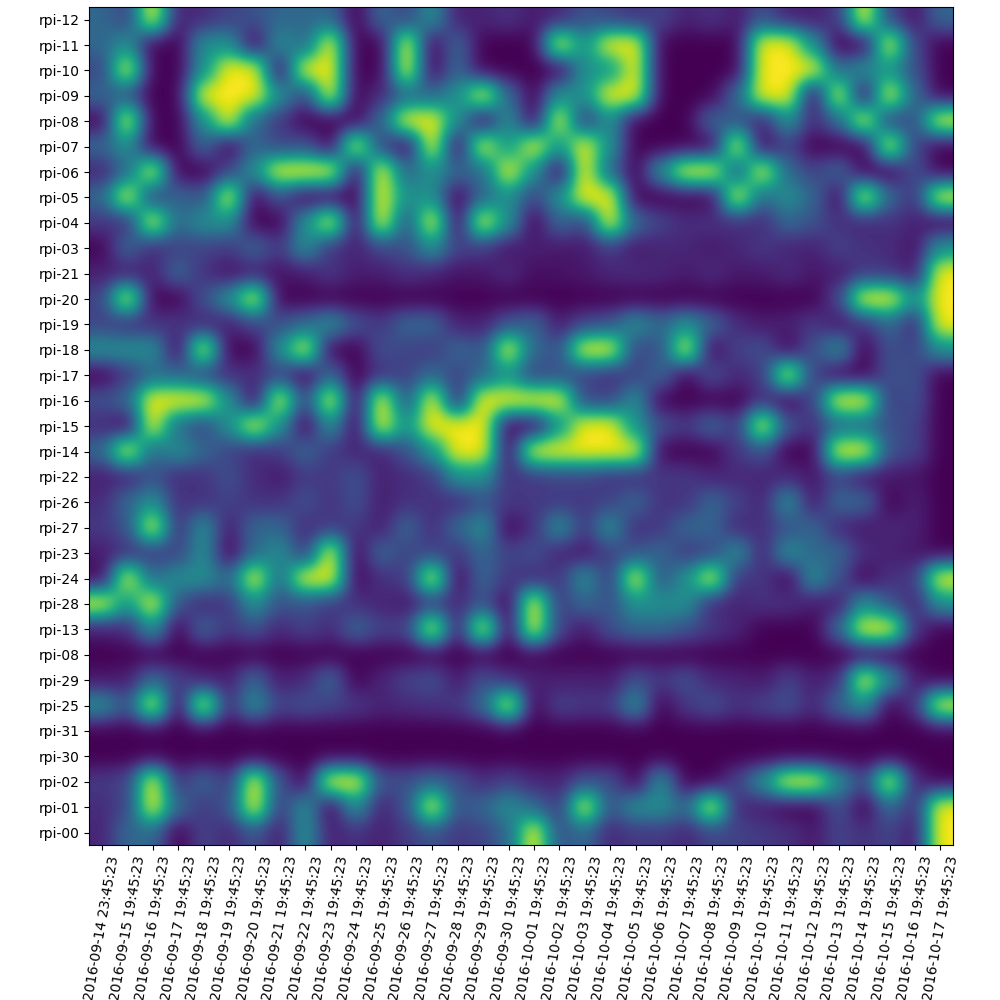 rpi-12
rpi-11
rpi-10
rpi-09
rpi-08
rpi-07
rpi-06
rpi-05
rpi-04
rpi-03
rpi-21
rpi-20
rpi-19
rpi-18
rpi-17
rpi-16
rpi-15
rpi-14
rpi-22
rpi-26
rpi-27
rpi-23
rpi-24
rpi-28
rpi-13
rpi-08
rpi-29
rpi-25
rpi-31
rpi-30
rpi-02
rpi-01
rpi-00
2016-09-14 23:45:23
2016-09-15 19:45:23
2016-09-16 19:45:23
2016-09-17 19:45:23
2016-09-18 19:45:23
2016-09-19 19:45:23
2016-09-20 19:45:23
2016-09-21 19:45:23
2016-09-22 19:45:23
2016-09-23 19:45:23
2016-09-24 19:45:23
2016-09-25 19:45:23
2016-09-26 19:45:23
2016-09-27 19:45:23
2016-09-28 19:45:23
2016-09-29 19:45:23
2016-09-30 19:45:23
2016-10-01 19:45:23
2016-10-02 19:45:23
2016-10-03 19:45:23
2016-10-04 19:45:23
2016-10-05 19:45:23
2016-10-06 19:45:23
2016-10-07 19:45:23
2016-10-08 19:45:23
2016-10-09 19:45:23
2016-10-10 19:45:23
2016-10-11 19:45:23
2016-10-12 19:45:23
2016-10-13 19:45:23
2016-10-14 19:45:23
2016-10-15 19:45:23
2016-10-16 19:45:23
2016-10-17 19:45:23